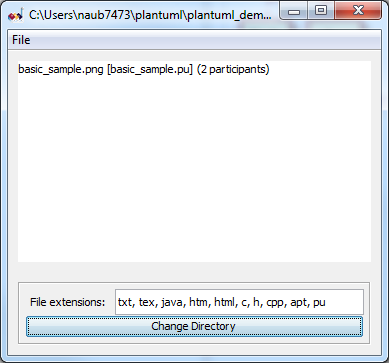 C:\Users\naub7473\plantuml\plantuml_dem...
File
basic_sample.png [basic_sample.pu] (2 participants)
File extensions: txt, tex, java, htm, html, c, h, cpp, apt, pu
Change Directory